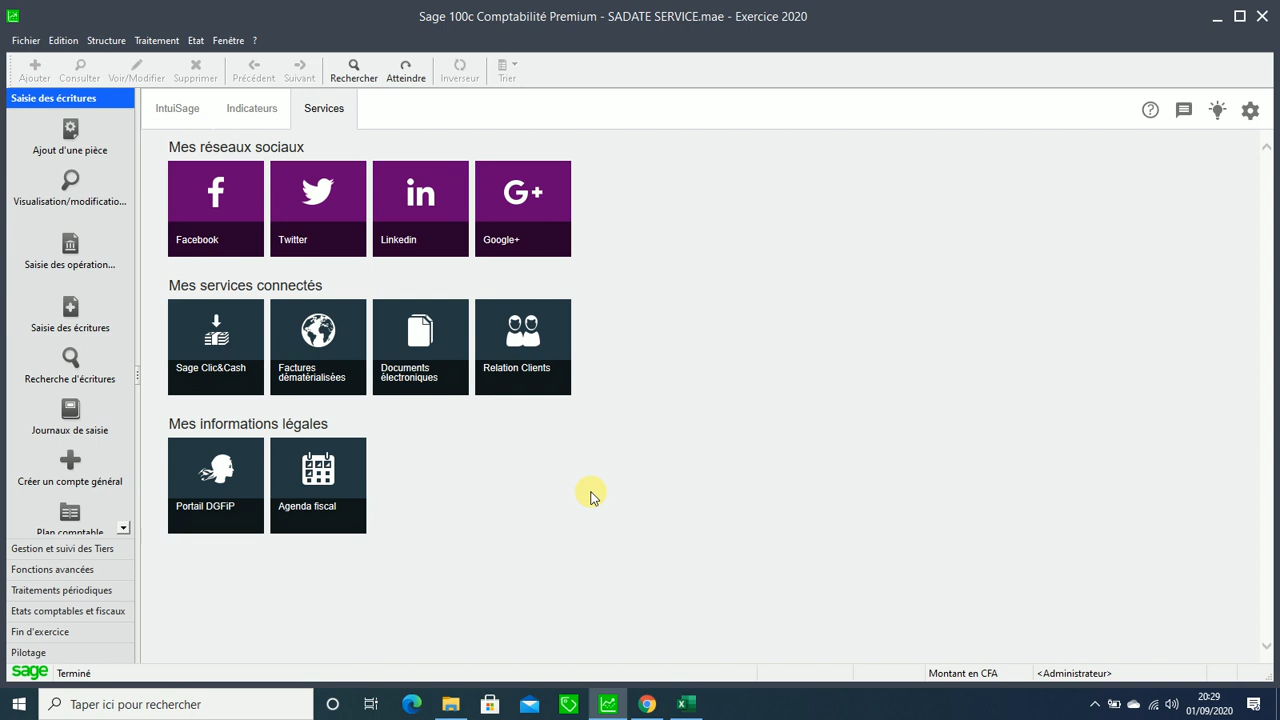 Sage 100c Comptabilité Premium - SADATE SERVICE.mae - Exercice 2020
Fichier Edition Structure Traitement Etat Fenêtre ?
Ajouter Consulter Voir/Modifier Supprimer Précédent Suivant Rechercher Atteindre Inverseur Trier
Saisie des écritures
Ajout d'une pièce
Visualisation/modificatio...
Saisie des opération...
Saisie des écritures
Recherche d'écritures
Journaux de saisie
Créer un compte général
Plan comptable
Gestion et suivi des Tiers
Fonctions avancées
Traitements périodiques
Etats comptables et fiscaux
Fin d'exercice
Pilotage
IntuiSage Indicateurs Services
Mes réseaux sociaux
Facebook Twitter Linkedin Google+
Mes services connectés
Sage Clic&Cash
Factures
dématérialisées
Documents
électroniques
Relation Clients
Mes informations légales
Portail DGFiP Agenda fiscal
sage Terminé Montant en CFA <Administrateur>
Taper ici pour rechercher
20:29
01/09/2020